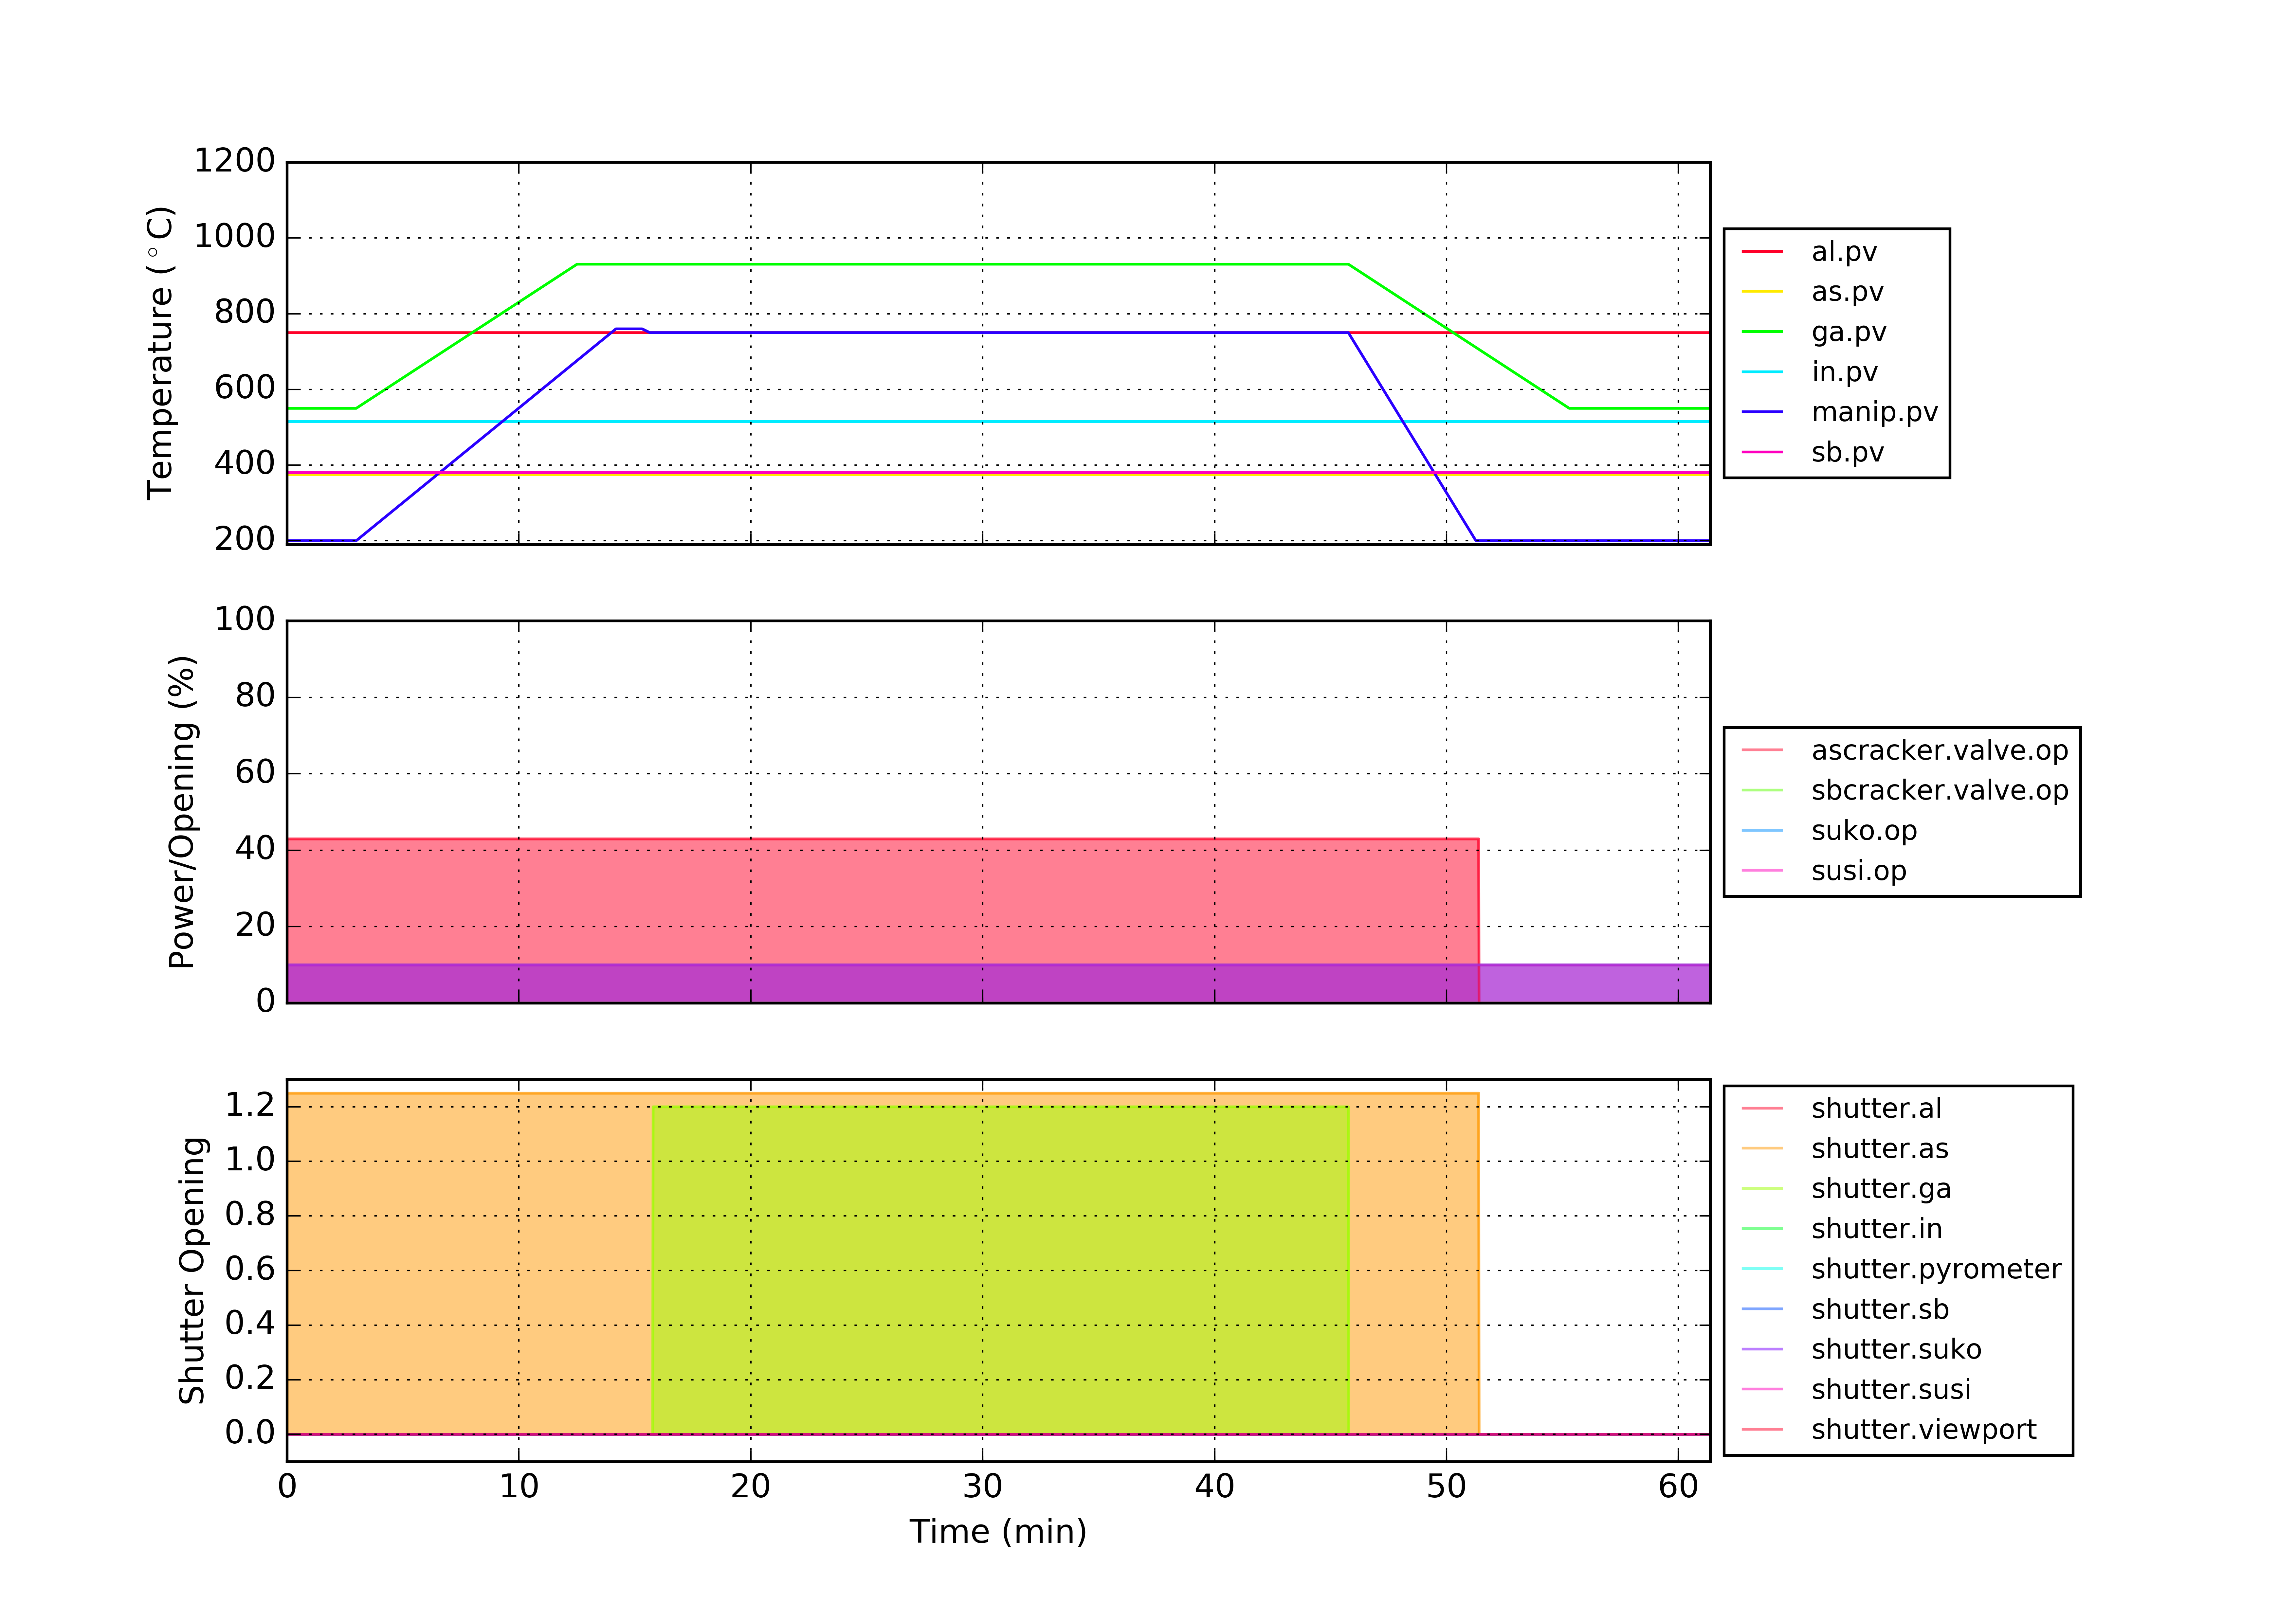 1200
1000
800
600
400
200
Temperature (°C)
al.pv
as.pv
ga.pv
in.pv
manip.pv
sb.pv
100
80
60
40
20
0
Power/Opening (%)
ascracker.valve.op
sbcracker.valve.op
suko.op
susi.op
1.2
1.0
0.8
0.6
0.4
0.2
0.0
Shutter Opening
shutter.al
shutter.as
shutter.ga
shutter.in
shutter.pyrometer
shutter.sb
shutter.suko
shutter.susi
shutter.viewport
0 10 20 30 40 50 60
Time (min)